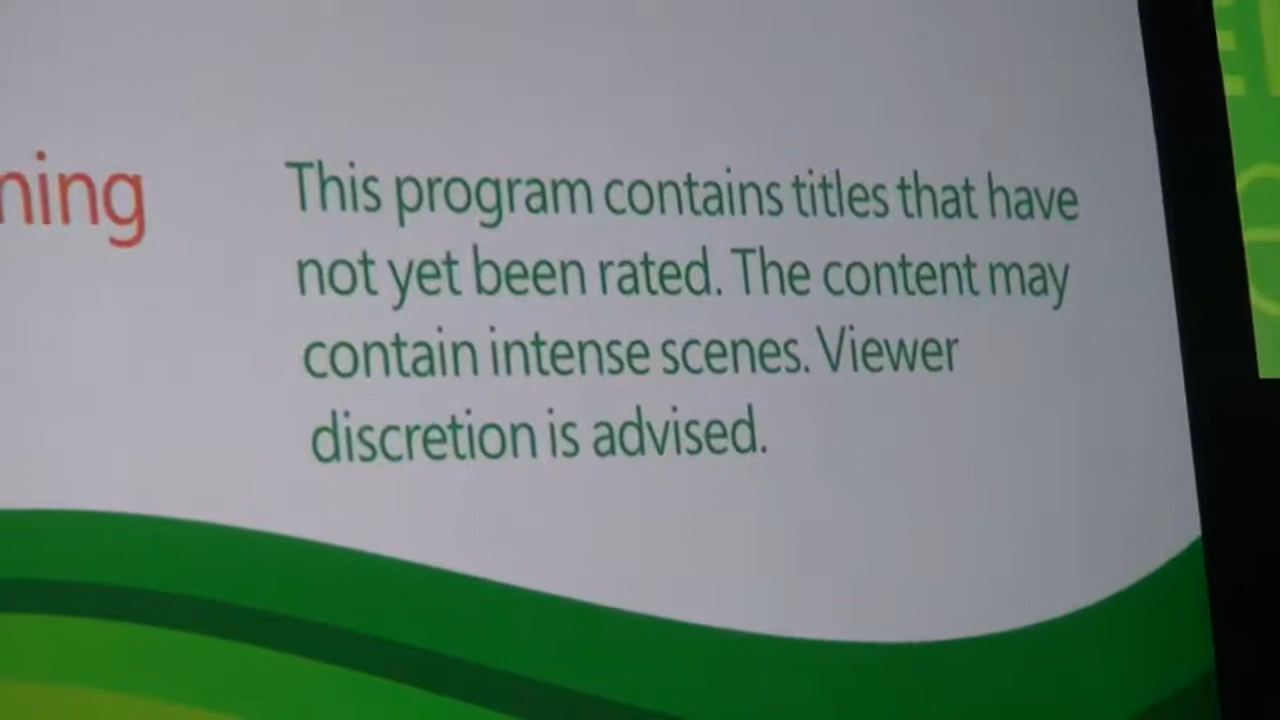 ning
This program contains titles that have
not yet been rated. The content may
contain intense scenes. Viewer
discretion is advised.